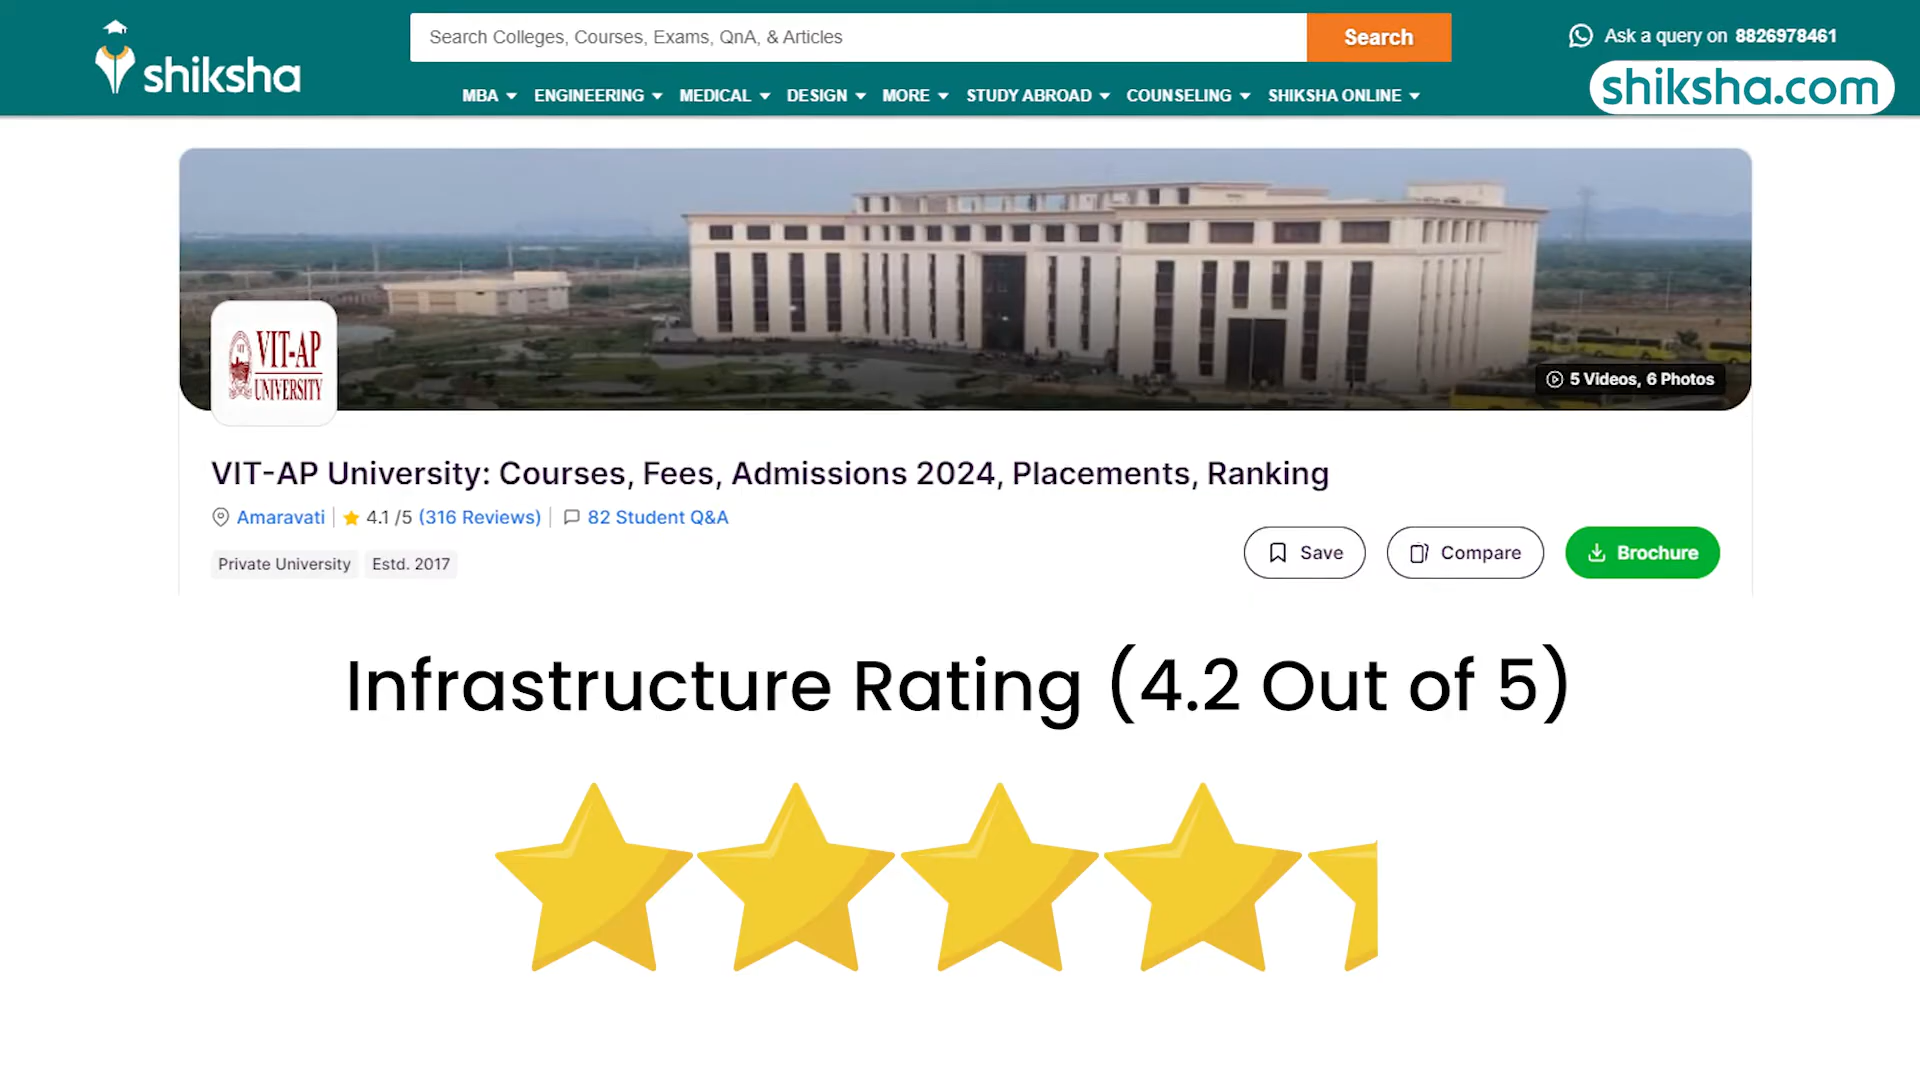 shiksha
Search Colleges, Courses, Exams, QnA, & Articles
Search
Ask a query on 8826978461
MBA ENGINEERING MEDICAL DESIGN MORE STUDY ABROAD COUNSELING SHIKSHA ONLINE
shiksha.com
VIT-AP
UNIVERSITY
5 Videos, 6 Photos
VIT-AP University: Courses, Fees, Admissions 2024, Placements, Ranking
Amaravati 4.1 /5 (316 Reviews) 82 Student Q&A
Private University Estd. 2017
Save Compare Brochure
Infrastructure Rating (4.2 Out of 5)